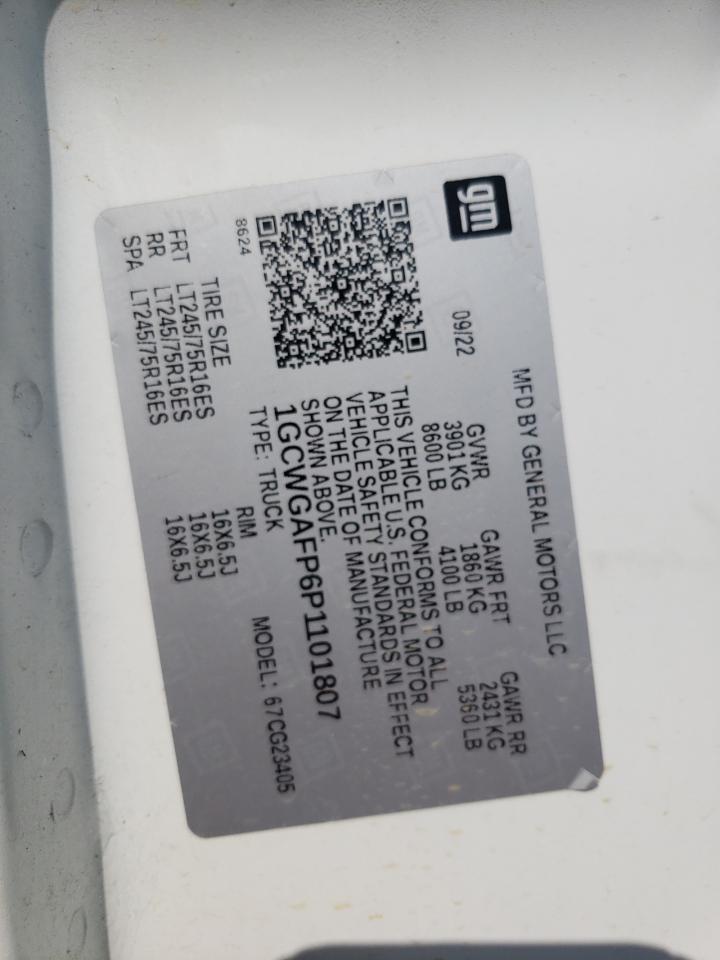 gm
MFD BY GENERAL MOTORS LLC
09/22
GVWR GAWR FRT GAWR RR
3901 KG 1860 KG 2431 KG
8600 LB 4100 LB 5360 LB
THIS VEHICLE CONFORMS TO ALL
APPLICABLE U.S. FEDERAL MOTOR
VEHICLE SAFETY STANDARDS IN EFFECT
ON THE DATE OF MANUFACTURE
SHOWN ABOVE.
1GCWGAFP6P1101807
TYPE: TRUCK MODEL: 67CG23405
8624
TIRE SIZE RIM
FRT LT245/75R16ES 16X6.5J
RR LT245/75R16ES 16X6.5J
SPA LT245/75R16ES 16X6.5J